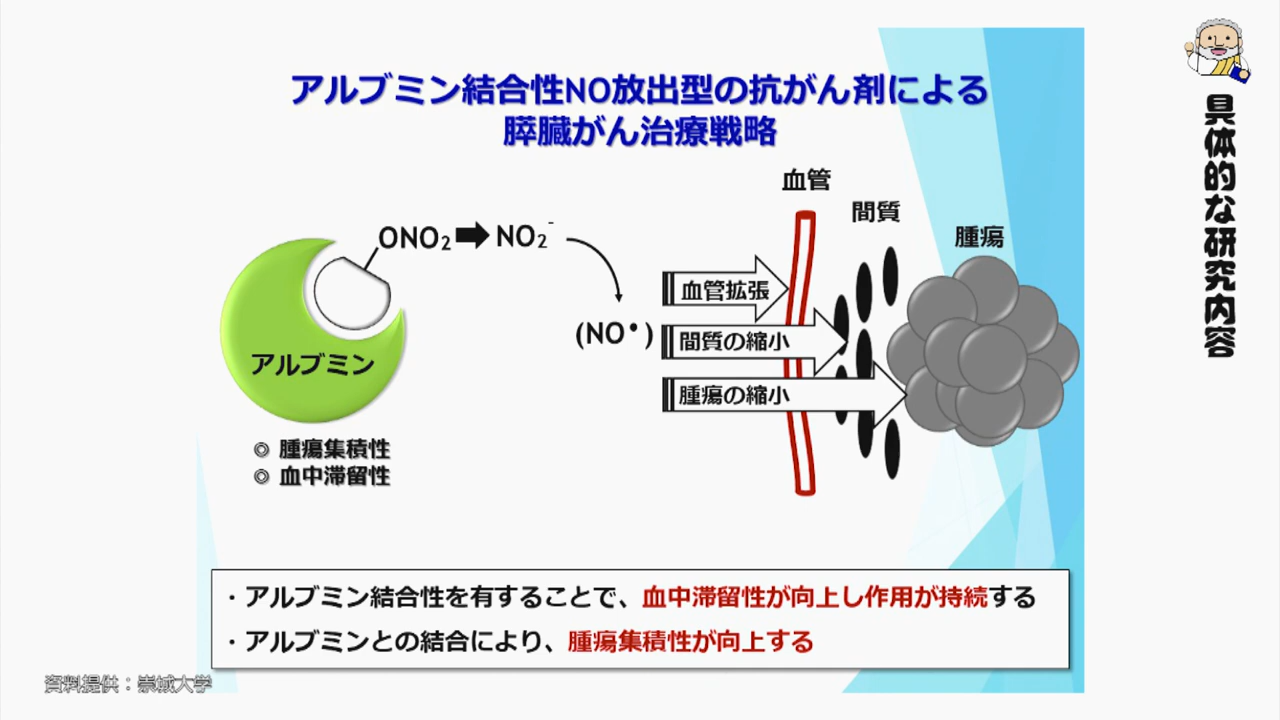 アルブミン結合性NO放出型の抗がん剤による
膵臓がん治療戦略
具体的な研究内容
血管
間質
腫瘍
ONO₂ ➡ NO₂⁻
(NO•)
血管拡張
間質の縮小
腫瘍の縮小
アルブミン
◎ 腫瘍集積性
◎ 血中滞留性
・アルブミン結合性を有することで、血中滞留性が向上し作用が持続する
・アルブミンとの結合により、腫瘍集積性が向上する
資料提供：崇城大学